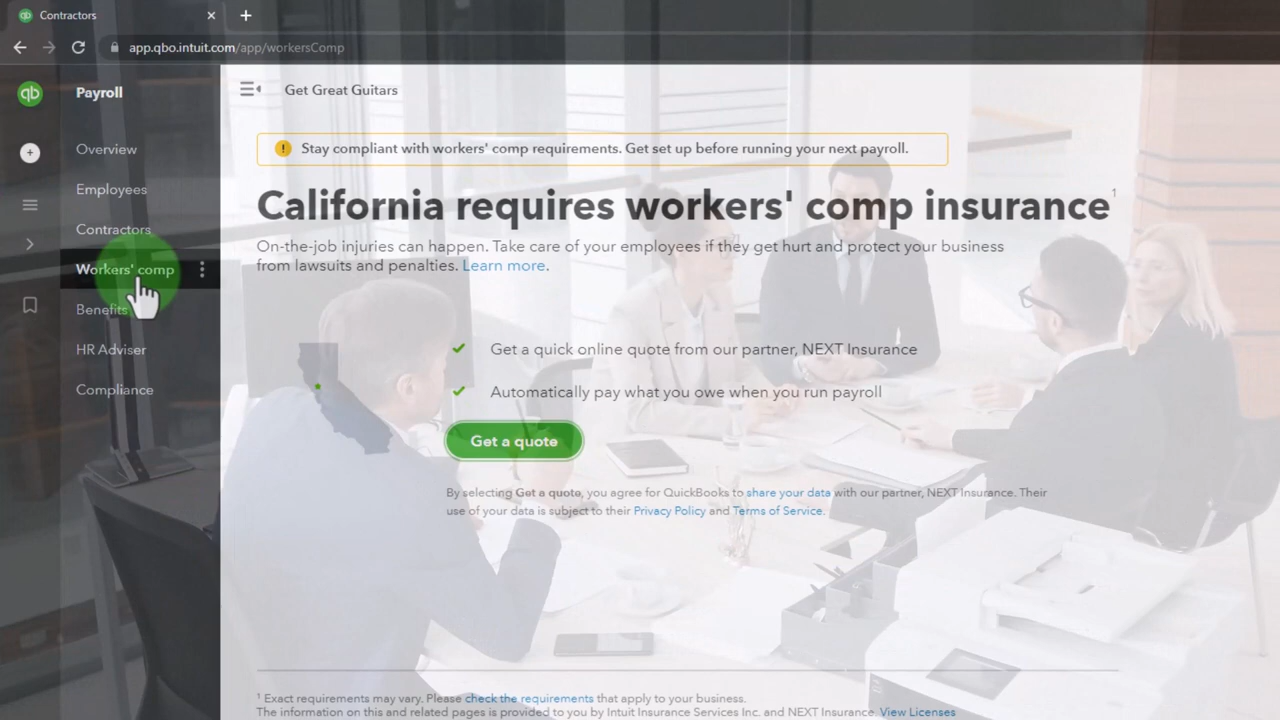 Contractors
app.qbo.intuit.com/app/workersComp
qb
Payroll
Overview
Employees
Contractors
Workers' comp
Benefits
HR Adviser
Compliance
Get Great Guitars
! Stay compliant with workers' comp requirements. Get set up before running your next payroll.
California requires workers' comp insurance¹
On-the-job injuries can happen. Take care of your employees if they get hurt and protect your business
from lawsuits and penalties. Learn more.
Get a quick online quote from our partner, NEXT Insurance
Automatically pay what you owe when you run payroll
Get a quote
By selecting Get a quote, you agree for QuickBooks to share your data with our partner, NEXT Insurance. Their
use of your data is subject to their Privacy Policy and Terms of Service.
¹ Exact requirements may vary. Please check the requirements that apply to your business.
The information on this and related pages is provided to you by Intuit Insurance Services Inc. and NEXT Insurance. View Licenses